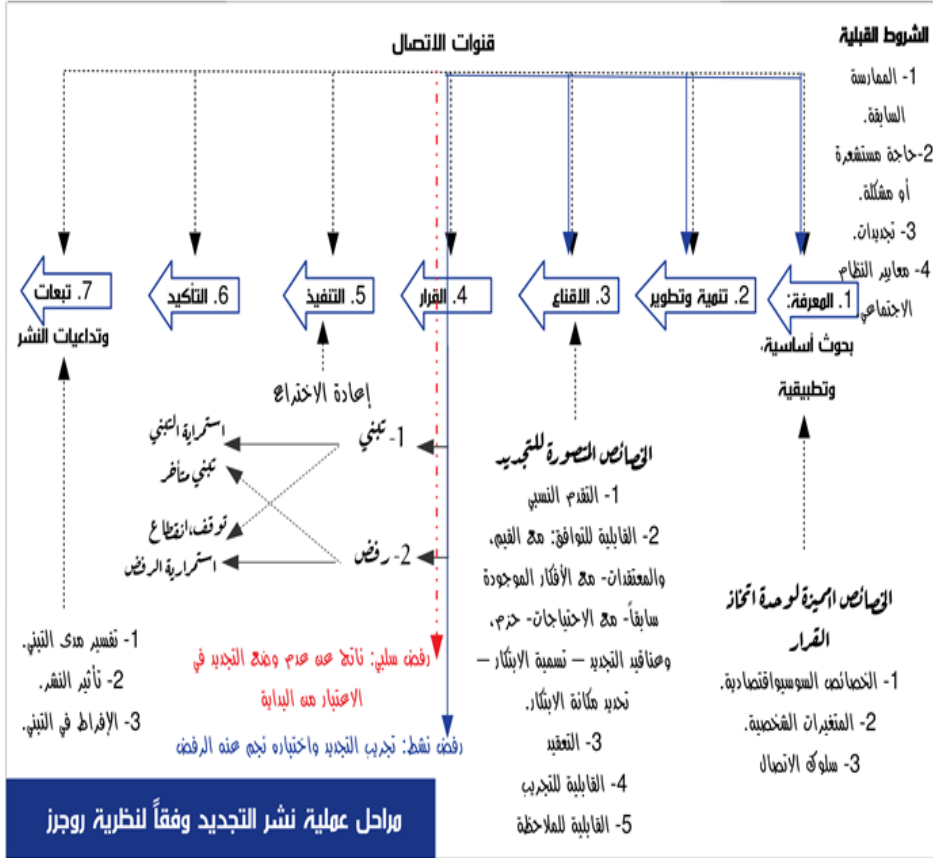 قنوات الاتصال
الشروط القبلية
1- الممارسة
السابقة.
2-حاجة مستشعرة
أو مشكلة.
3- تجديدات.
4- معايير النظام
الاجتماعي
1. المعرفة:
بحوث أساسية،
وتطبيقية
2. تنمية وتطوير
3. الاقناع
4. القرار
5. التنفيذ
6. التأكيد
7. تبعات
وتداعيات النشر
إعادة الاختراع
1- تبني
2- رفض
استمراية التبني
تبني متأخر
توقف، انقطاع
استمرارية الرفض
الخصائص المتصورة للتجديد
1- التقدم النسبي
2- القابلية للتوافق: مع القيم،
والمعتقدات- مع الأفكار الموجودة
سابقاً- مع الاحتياجات- حزم،
وعناقيد التجديد – تسمية الابتكار –
تحديد مكانة الابتكار.
3- التعقيد
4- القابلية للتجريب
5- القابلية للملاحظة
الخصائص المميزة لوحدة اتخاذ
القرار
1- الخصائص السوسيواقتصادية.
2- المتغيرات الشخصية.
3- سلوك الاتصال
1- تفسير مدى التبني.
2- تأثير النشر.
3- الإفراط في التبني.
رفض سلبي: ناتج عن عدم وضع التجديد في
الاعتبار من البداية
رفض نشط: تجريب التجديد واختباره نجم عنه الرفض
مراحل عملية نشر التجديد وفقاً لنظرية روجرز